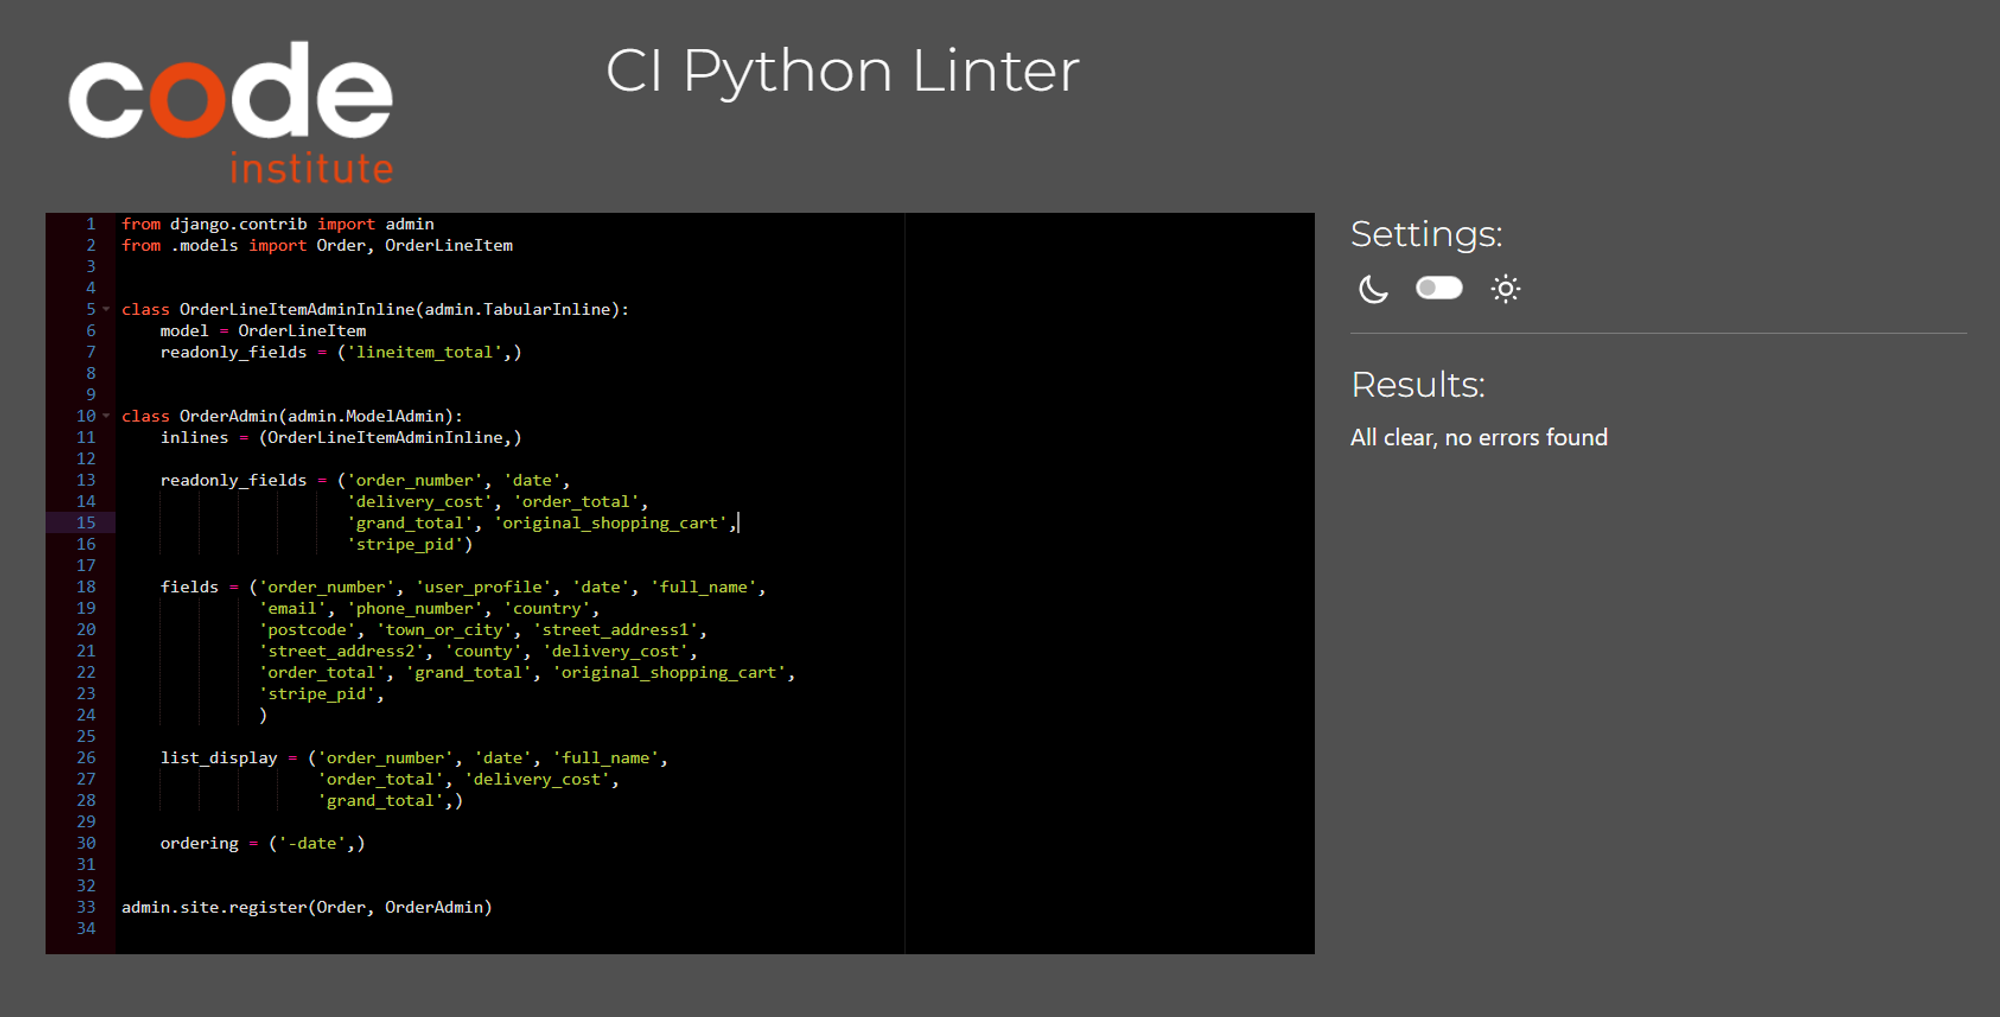 code
institute
CI Python Linter
1 from django.contrib import admin
2 from .models import Order, OrderLineItem
3
4
5 class OrderLineItemAdminInline(admin.TabularInline):
6     model = OrderLineItem
7     readonly_fields = ('lineitem_total',)
8
9
10 class OrderAdmin(admin.ModelAdmin):
11     inlines = (OrderLineItemAdminInline,)
12
13     readonly_fields = ('order_number', 'date',
14                        'delivery_cost', 'order_total',
15                        'grand_total', 'original_shopping_cart',
16                        'stripe_pid')
17
18     fields = ('order_number', 'user_profile', 'date', 'full_name',
19               'email', 'phone_number', 'country',
20               'postcode', 'town_or_city', 'street_address1',
21               'street_address2', 'county', 'delivery_cost',
22               'order_total', 'grand_total', 'original_shopping_cart',
23               'stripe_pid',
24               )
25
26     list_display = ('order_number', 'date', 'full_name',
27                     'order_total', 'delivery_cost',
28                     'grand_total',)
29
30     ordering = ('-date',)
31
32
33 admin.site.register(Order, OrderAdmin)
34
Settings:
Results:
All clear, no errors found